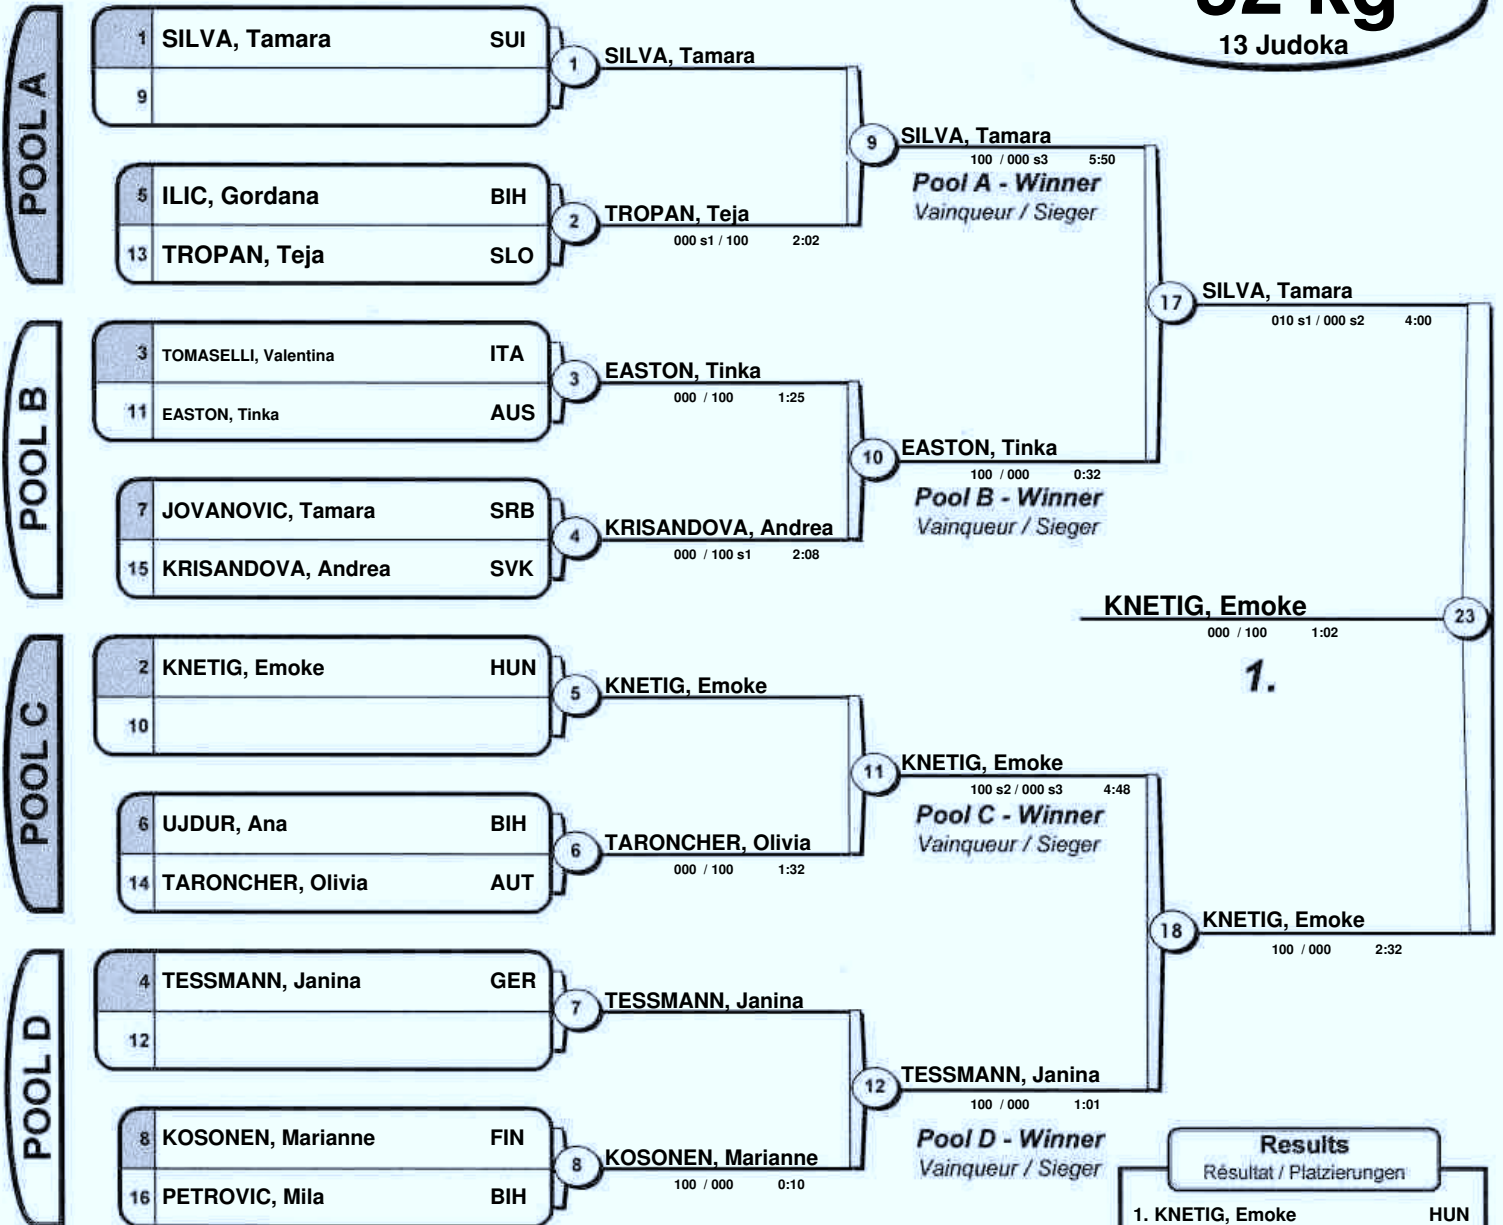 kg
13 Judoka
POOL A
1 SILVA, Tamara SUI
9
1
SILVA, Tamara
5 ILIC, Gordana BIH
13 TROPAN, Teja SLO
2
TROPAN, Teja
000 s1 / 100 2:02
9
SILVA, Tamara
100 / 000 s3 5:50
Pool A - Winner
Vainqueur / Sieger
POOL B
3 TOMASELLI, Valentina ITA
11 EASTON, Tinka AUS
3
EASTON, Tinka
000 / 100 1:25
7 JOVANOVIC, Tamara SRB
15 KRISANDOVA, Andrea SVK
4
KRISANDOVA, Andrea
000 / 100 s1 2:08
10
EASTON, Tinka
100 / 000 0:32
Pool B - Winner
Vainqueur / Sieger
17
SILVA, Tamara
010 s1 / 000 s2 4:00
KNETIG, Emoke
000 / 100 1:02
23
1.
POOL C
2 KNETIG, Emoke HUN
10
5
KNETIG, Emoke
6 UJDUR, Ana BIH
14 TARONCHER, Olivia AUT
6
TARONCHER, Olivia
000 / 100 1:32
11
KNETIG, Emoke
100 s2 / 000 s3 4:48
Pool C - Winner
Vainqueur / Sieger
18
KNETIG, Emoke
100 / 000 2:32
POOL D
4 TESSMANN, Janina GER
12
7
TESSMANN, Janina
8 KOSONEN, Marianne FIN
16 PETROVIC, Mila BIH
8
KOSONEN, Marianne
100 / 000 0:10
12
TESSMANN, Janina
100 / 000 1:01
Pool D - Winner
Vainqueur / Sieger
Results
Résultat / Platzierungen
1. KNETIG, Emoke HUN